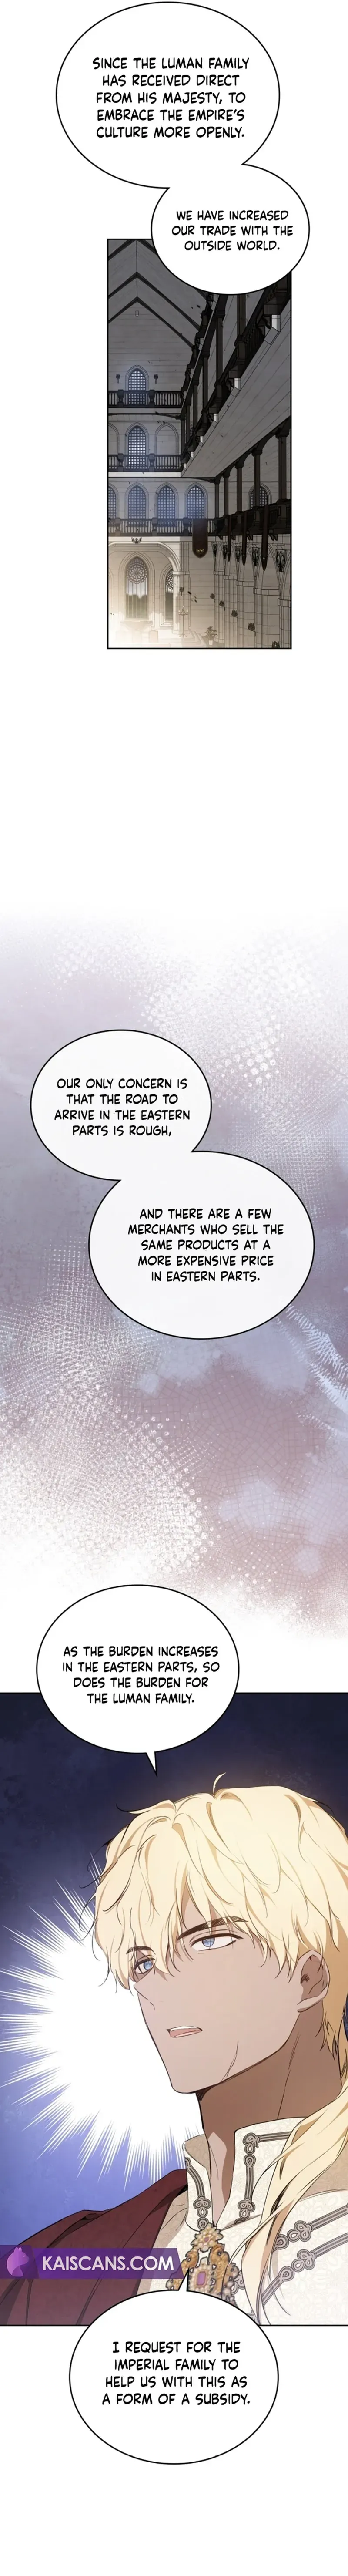 SINCE THE LUMAN FAMILY
HAS RECEIVED DIRECT
FROM HIS MAJESTY, TO
EMBRACE THE EMPIRE'S
CULTURE MORE OPENLY.
WE HAVE INCREASED
OUR TRADE WITH THE
OUTSIDE WORLD.
OUR ONLY CONCERN IS
THAT THE ROAD TO
ARRIVE IN THE EASTERN
PARTS IS ROUGH,
AND THERE ARE A FEW
MERCHANTS WHO SELL THE
SAME PRODUCTS AT A
MORE EXPENSIVE PRICE
IN EASTERN PARTS.
AS THE BURDEN INCREASES
IN THE EASTERN PARTS, SO
DOES THE BURDEN FOR
THE LUMAN FAMILY.
KAISCANS.COM
I REQUEST FOR THE
IMPERIAL FAMILY TO
HELP US WITH THIS AS
A FORM OF A SUBSIDY.